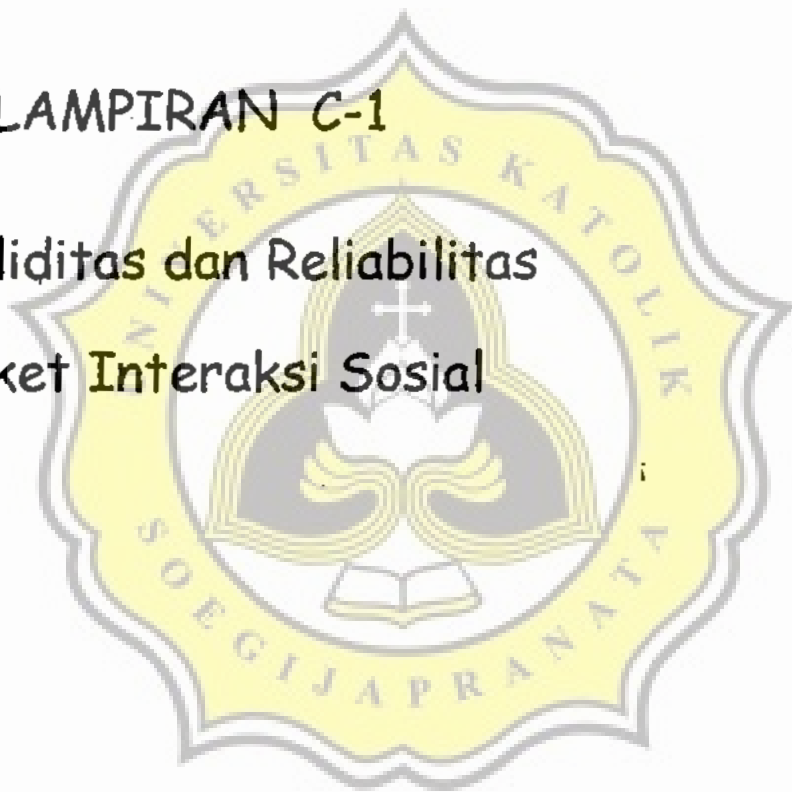 LAMPIRAN C-1
liditas dan Reliabilitas
ket Interaksi Sosial
UNIVERSITAS KATOLIK
SOEGIJAPRANATA